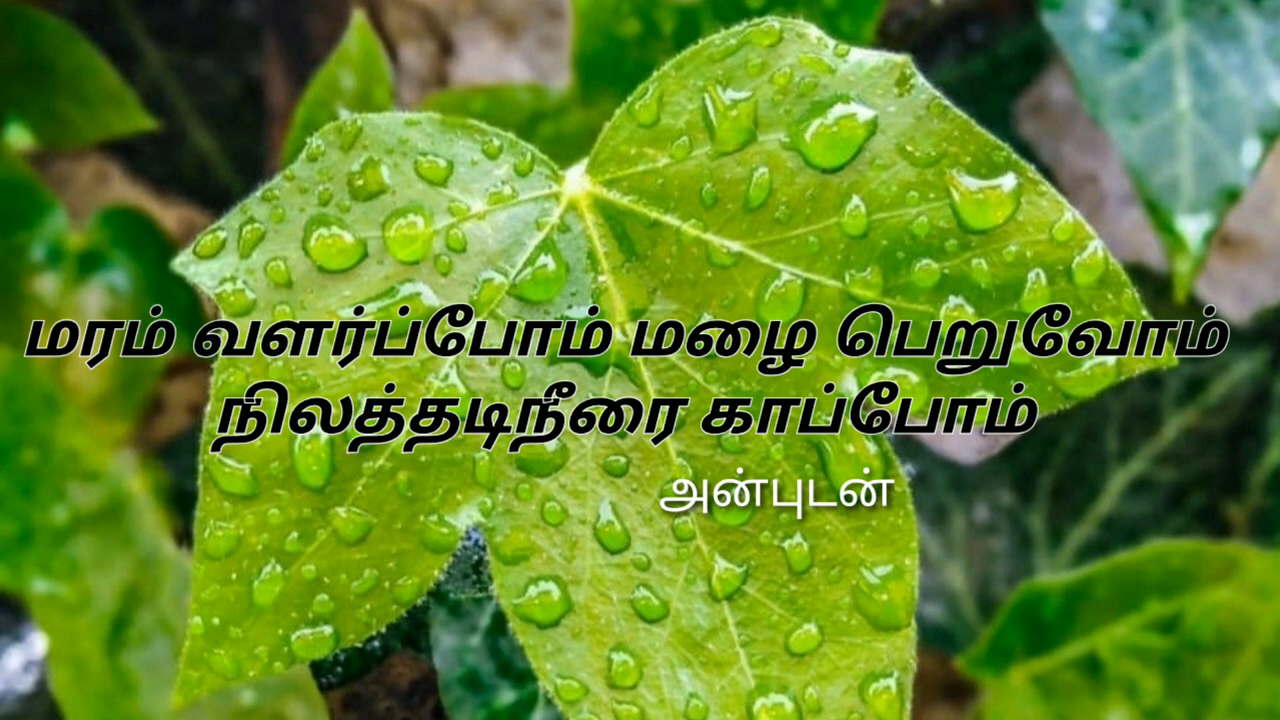 மரம் வளர்ப்போம் மழை பெறுவோம்
நிலத்தடிநீரை காப்போம்
அன்புடன்